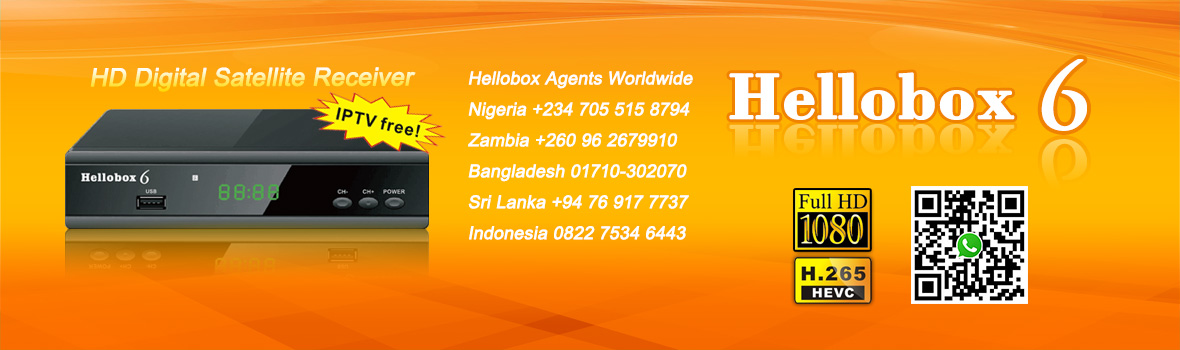 HD Digital Satellite Receiver
IPTV free!
Hellobox 6
USB
88:88
CH-
CH+
POWER
Hellobox Agents Worldwide
Nigeria +234 705 515 8794
Zambia +260 96 2679910
Bangladesh 01710-302070
Sri Lanka +94 76 917 7737
Indonesia 0822 7534 6443
Hellobox 6
Full HD
1080
H.265
HEVC